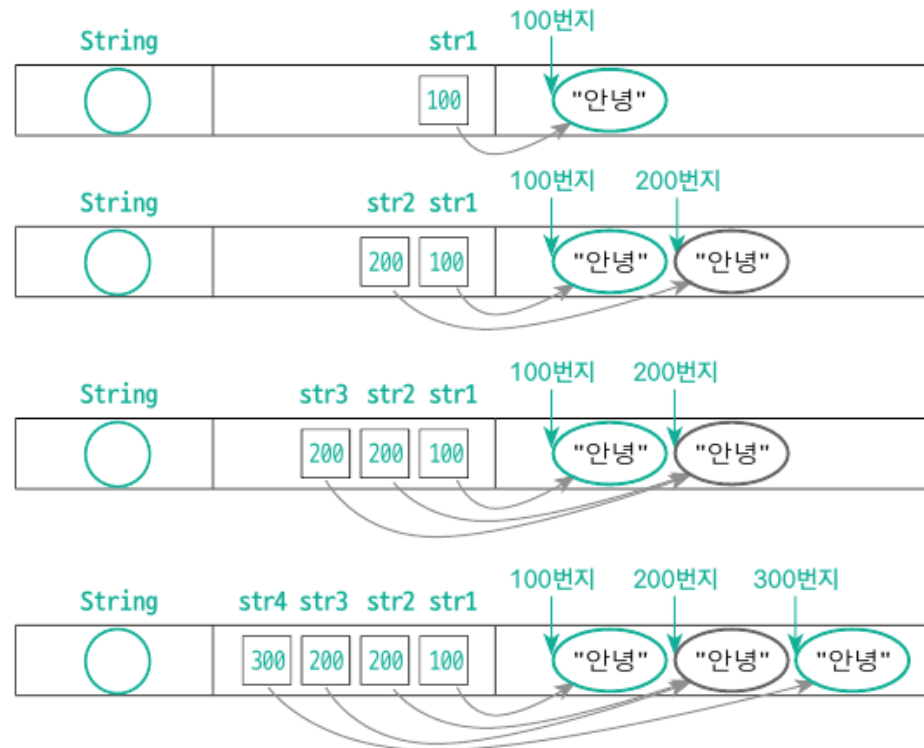 100번지
String str1
100 "안녕"
100번지 200번지
String str2 str1
200 100 "안녕" "안녕"
100번지 200번지
String str3 str2 str1
200 200 100 "안녕" "안녕"
100번지 200번지 300번지
String str4 str3 str2 str1
300 200 200 100 "안녕" "안녕" "안녕"